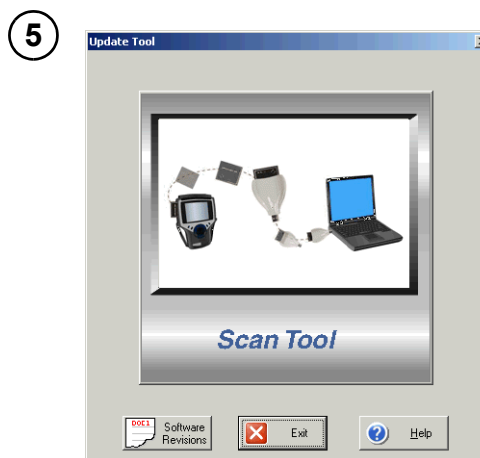 5
Update Tool
Scan Tool
DOC1
Software
Revisions
Exit
Help